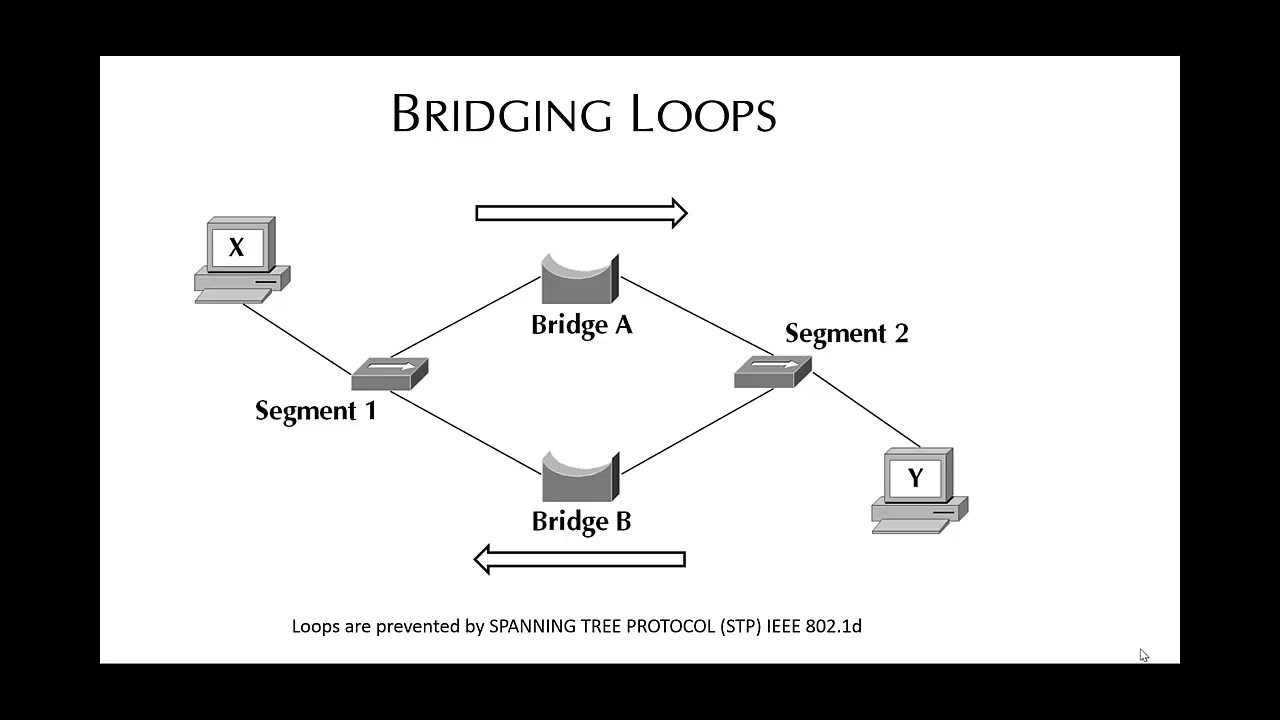 BRIDGING LOOPS
X
Bridge A
Segment 2
Segment 1
Y
Bridge B
Loops are prevented by SPANNING TREE PROTOCOL (STP) IEEE 802.1d